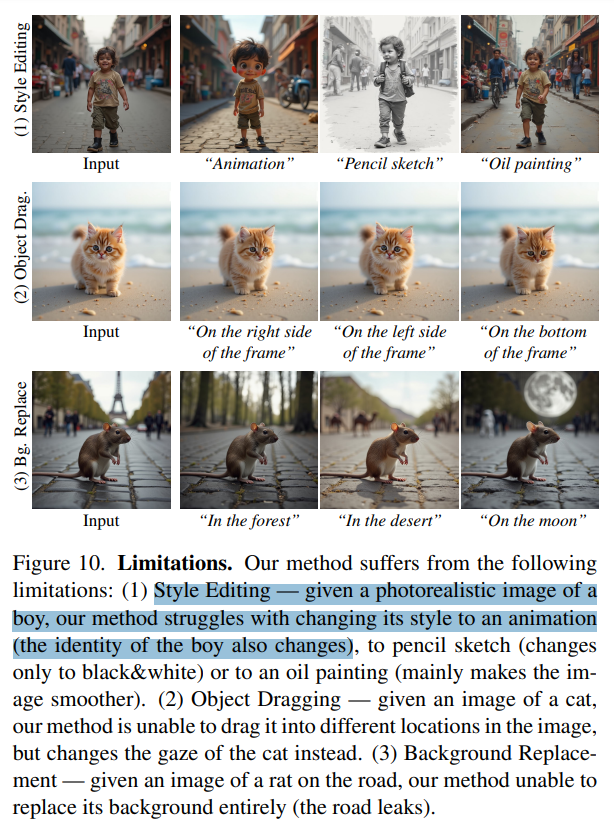 (1) Style Editing
Input
“Animation”
“Pencil sketch”
“Oil painting”
(2) Object Drag.
Input
“On the right side
of the frame”
“On the left side
of the frame”
“On the bottom
of the frame”
(3) Bg. Replace
Input
“In the forest”
“In the desert”
“On the moon”
Figure 10. Limitations. Our method suffers from the following
limitations: (1) Style Editing — given a photorealistic image of a
boy, our method struggles with changing its style to an animation
(the identity of the boy also changes), to pencil sketch (changes
only to black&white) or to an oil painting (mainly makes the im-
age smoother). (2) Object Dragging — given an image of a cat,
our method is unable to drag it into different locations in the image,
but changes the gaze of the cat instead. (3) Background Replace-
ment — given an image of a rat on the road, our method unable to
replace its background entirely (the road leaks).